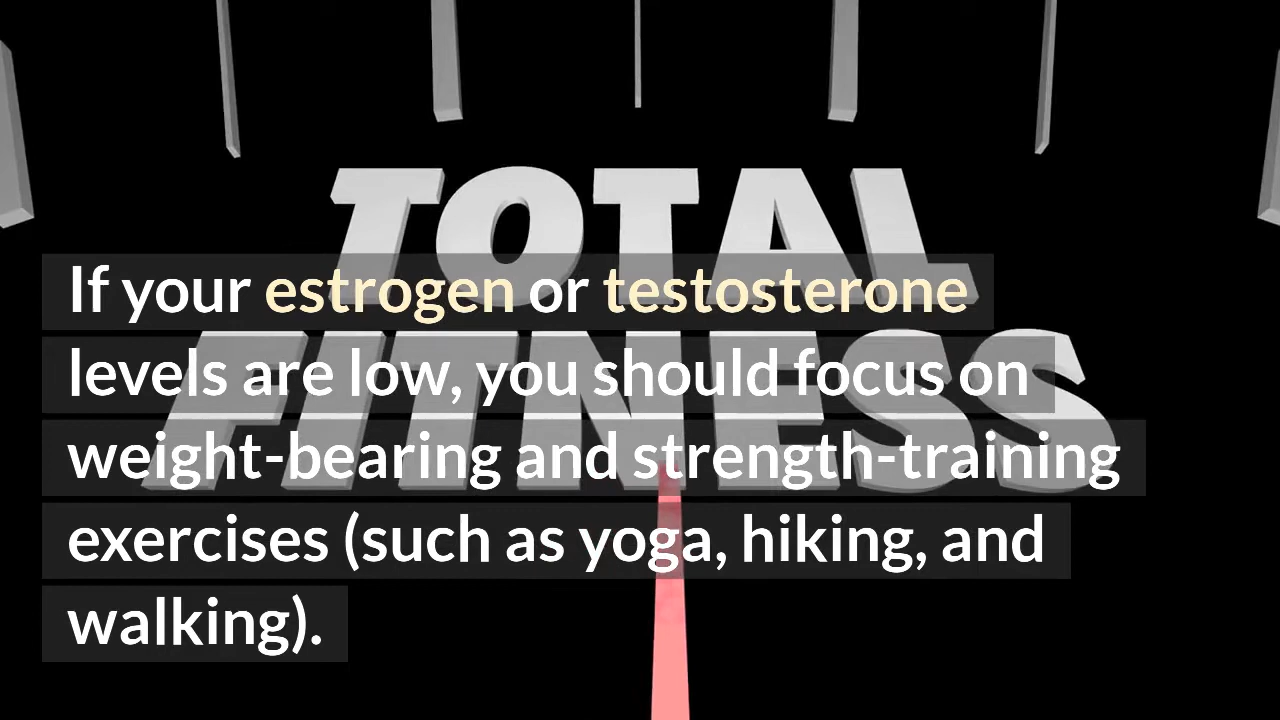 TOTAL
FITNESS
If your estrogen or testosterone
levels are low, you should focus on
weight-bearing and strength-training
exercises (such as yoga, hiking, and
walking).